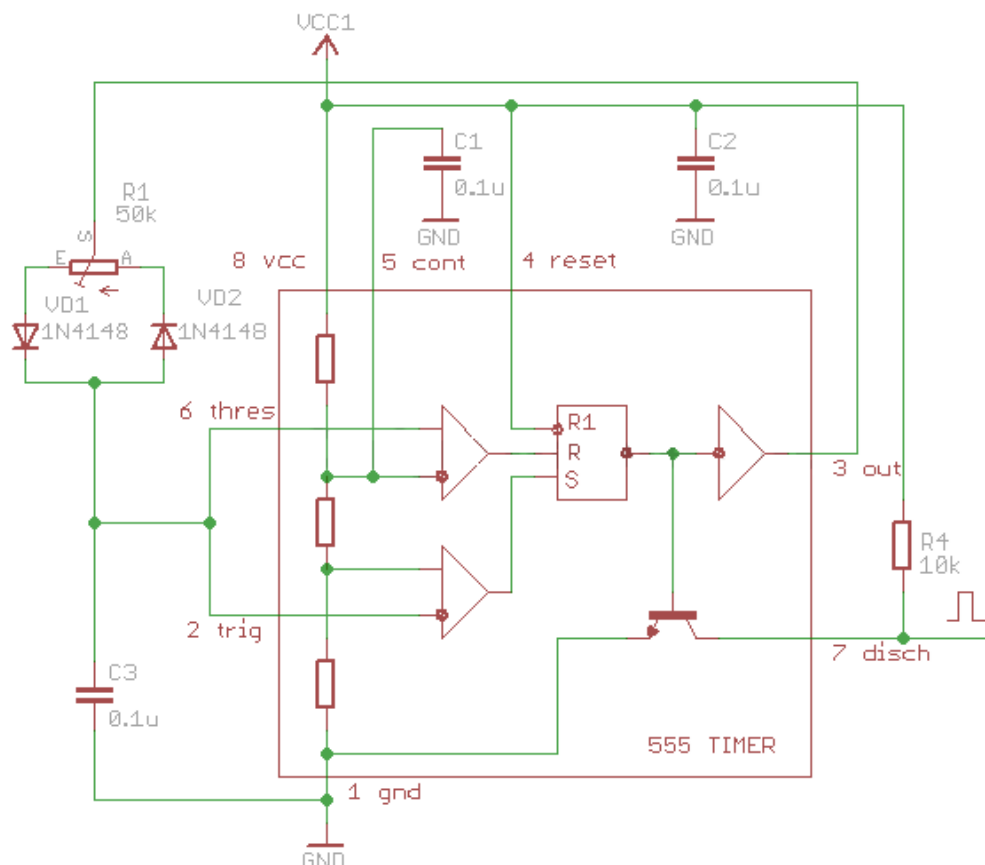 VCC1
C1
0.1u
GND
C2
0.1u
GND
R1
50k
S
E
A
VD1
1N4148
VD2
1N4148
8 vcc
5 cont
4 reset
6 thres
R1
R
S
3 out
R4
10k
2 trig
7 disch
C3
0.1u
555 TIMER
1 gnd
GND